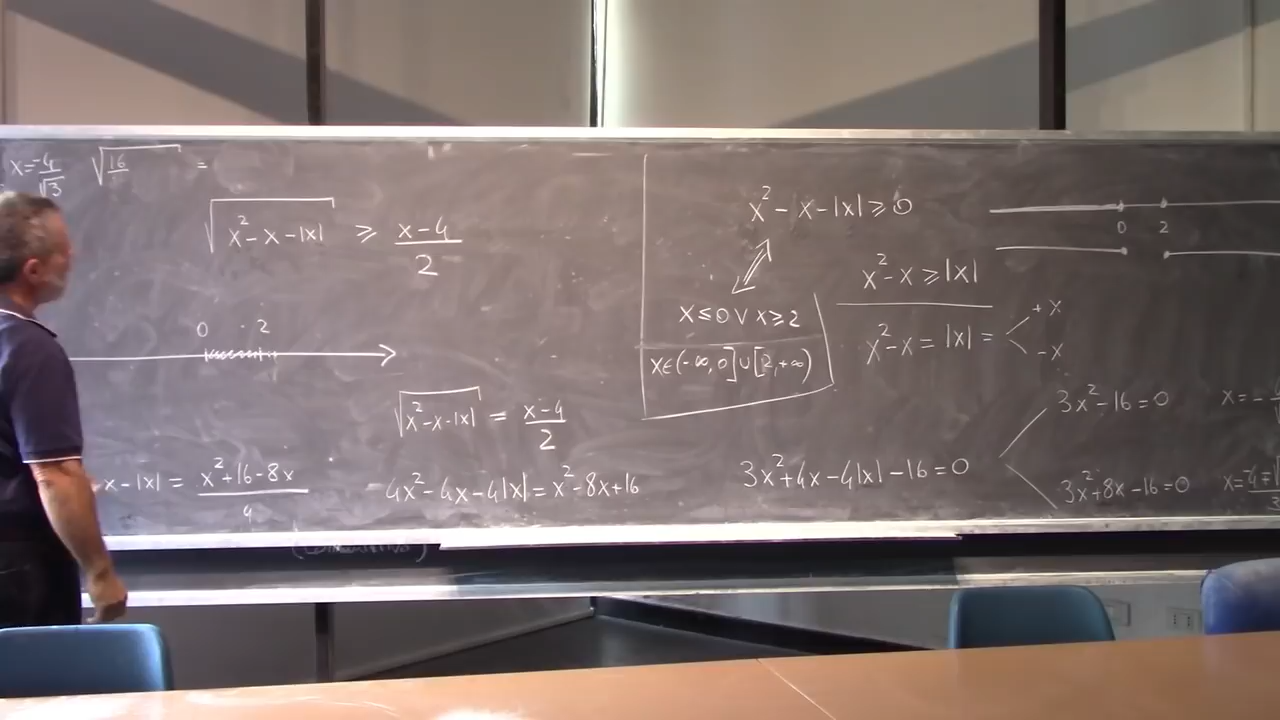 x=-4/√3 √16 =
√x²-x-|x| ≥ x-4/2
0 2
√x²-x-|x| = x-4/2
x-|x| = x²+16-8x/4
4x²-4x-4|x|=x²-8x+16
x²-x-|x|≥0
x≤0∨x≥2
x∈(-∞,0]∪[2,+∞)
x²-x≥|x|
x²-x=|x|=
+x
-x
0 2
3x²+4x-4|x|-16=0
3x²-16=0
x=-
3x²+8x-16=0